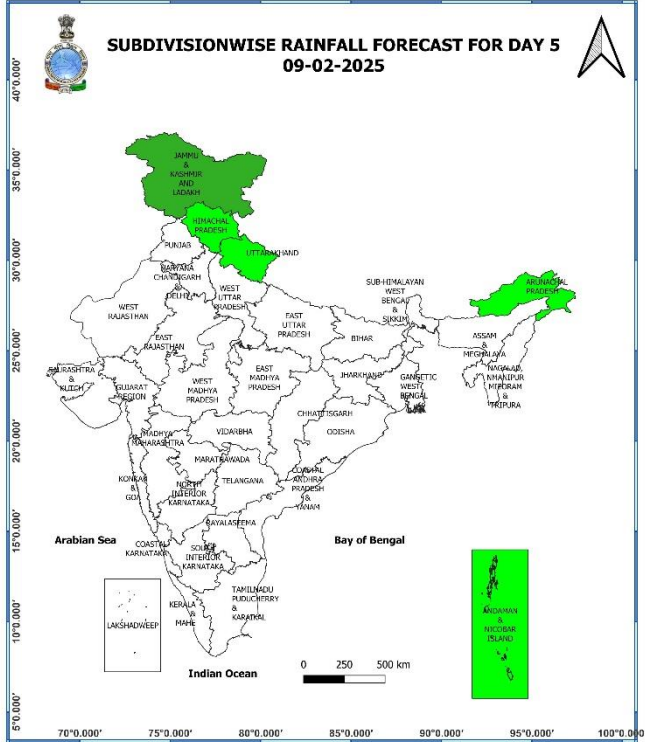 SUBDIVISIONWISE RAINFALL FORECAST FOR DAY 5
09-02-2025
40°0.000'
35°0.000'
30°0.000'
25°0.000'
20°0.000'
15°0.000'
10°0.000'
5°0.000'
JAMMU
&
KASHMIR
AND
LADAKH
HIMACHAL
PRADESH
UTTARAKHAND
PUNJAB
HARYANA
CHANDIGARH
&
DELHI
WEST
UTTAR
PRADESH
SUB-HIMALAYAN
WEST
BENGAL
&
SIKKIM
ARUNACHAL
PRADESH
WEST
RAJASTHAN
EAST
RAJASTHAN
EAST
UTTAR
PRADESH
BIHAR
ASSAM
&
MEGHALAYA
NAGALAD
MANIPUR
MIZORAM
&
TRIPURA
SAURASHTRA
&
KUTCH
GUJARAT
REGION
WEST
MADHYA
PRADESH
EAST
MADHYA
PRADESH
JHARKHAND
GANGETIC
WEST
BENGAL
CHHATTISGARH
ODISHA
MADHYA
MAHARASHTRA
VIDARBHA
MARATHWADA
TELANGANA
KONKAN
&
GOA
NORTH
INTERIOR
KARNATAKA
COASTAL
ANDHRA
PRADESH
&
YANAM
RAYALASEEMA
Arabian Sea
COASTAL
KARNATAKA
SOUTH
INTERIOR
KARNATAKA
Bay of Bengal
LAKSHADWEEP
KERALA
&
MAHE
TAMILNADU
PUDUCHERRY
&
KARAIKAL
ANDAMAN
&
NICOBAR
ISLAND
Indian Ocean
0 250 500 km
70°0.000' 75°0.000' 80°0.000' 85°0.000' 90°0.000' 95°0.000' 100°0.000'